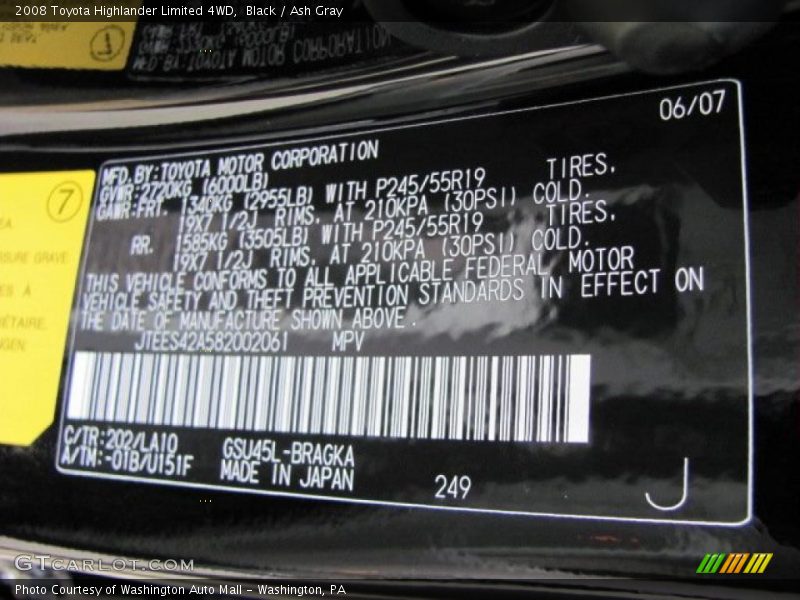 2008 Toyota Highlander Limited 4WD, Black / Ash Gray
06/07
MFD.BY:TOYOTA MOTOR CORPORATION
GVWR:2720KG (6000LB)
GAWR:FRT. 1340KG (2955LB) WITH P245/55R19 TIRES,
19X7 1/2J RIMS, AT 210KPA (30PSI) COLD.
RR. 1585KG (3505LB) WITH P245/55R19 TIRES,
19X7 1/2J RIMS, AT 210KPA (30PSI) COLD.
THIS VEHICLE CONFORMS TO ALL APPLICABLE FEDERAL MOTOR
VEHICLE SAFETY AND THEFT PREVENTION STANDARDS IN EFFECT ON
THE DATE OF MANUFACTURE SHOWN ABOVE.
JTEES42A582002061 MPV
C/TR:202/LA10 GSU45L-BRAGKA
A/TM:-01B/U151F MADE IN JAPAN
249
J
7
SURE GRAVE
ES À
ÉTAIRE.
GTCARLOT.COM
Photo Courtesy of Washington Auto Mall - Washington, PA